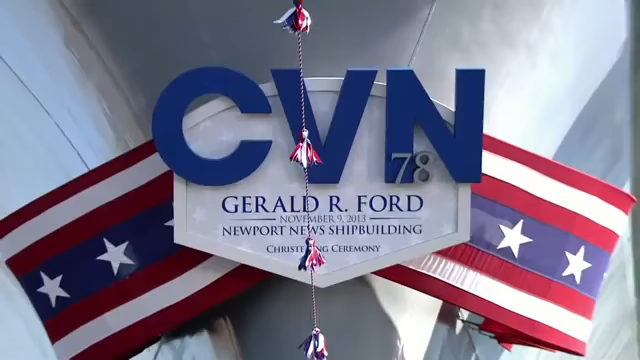 CVN
78
GERALD R. FORD
NOVEMBER 9, 2013
NEWPORT NEWS SHIPBUILDING
CHRISTENING CEREMONY